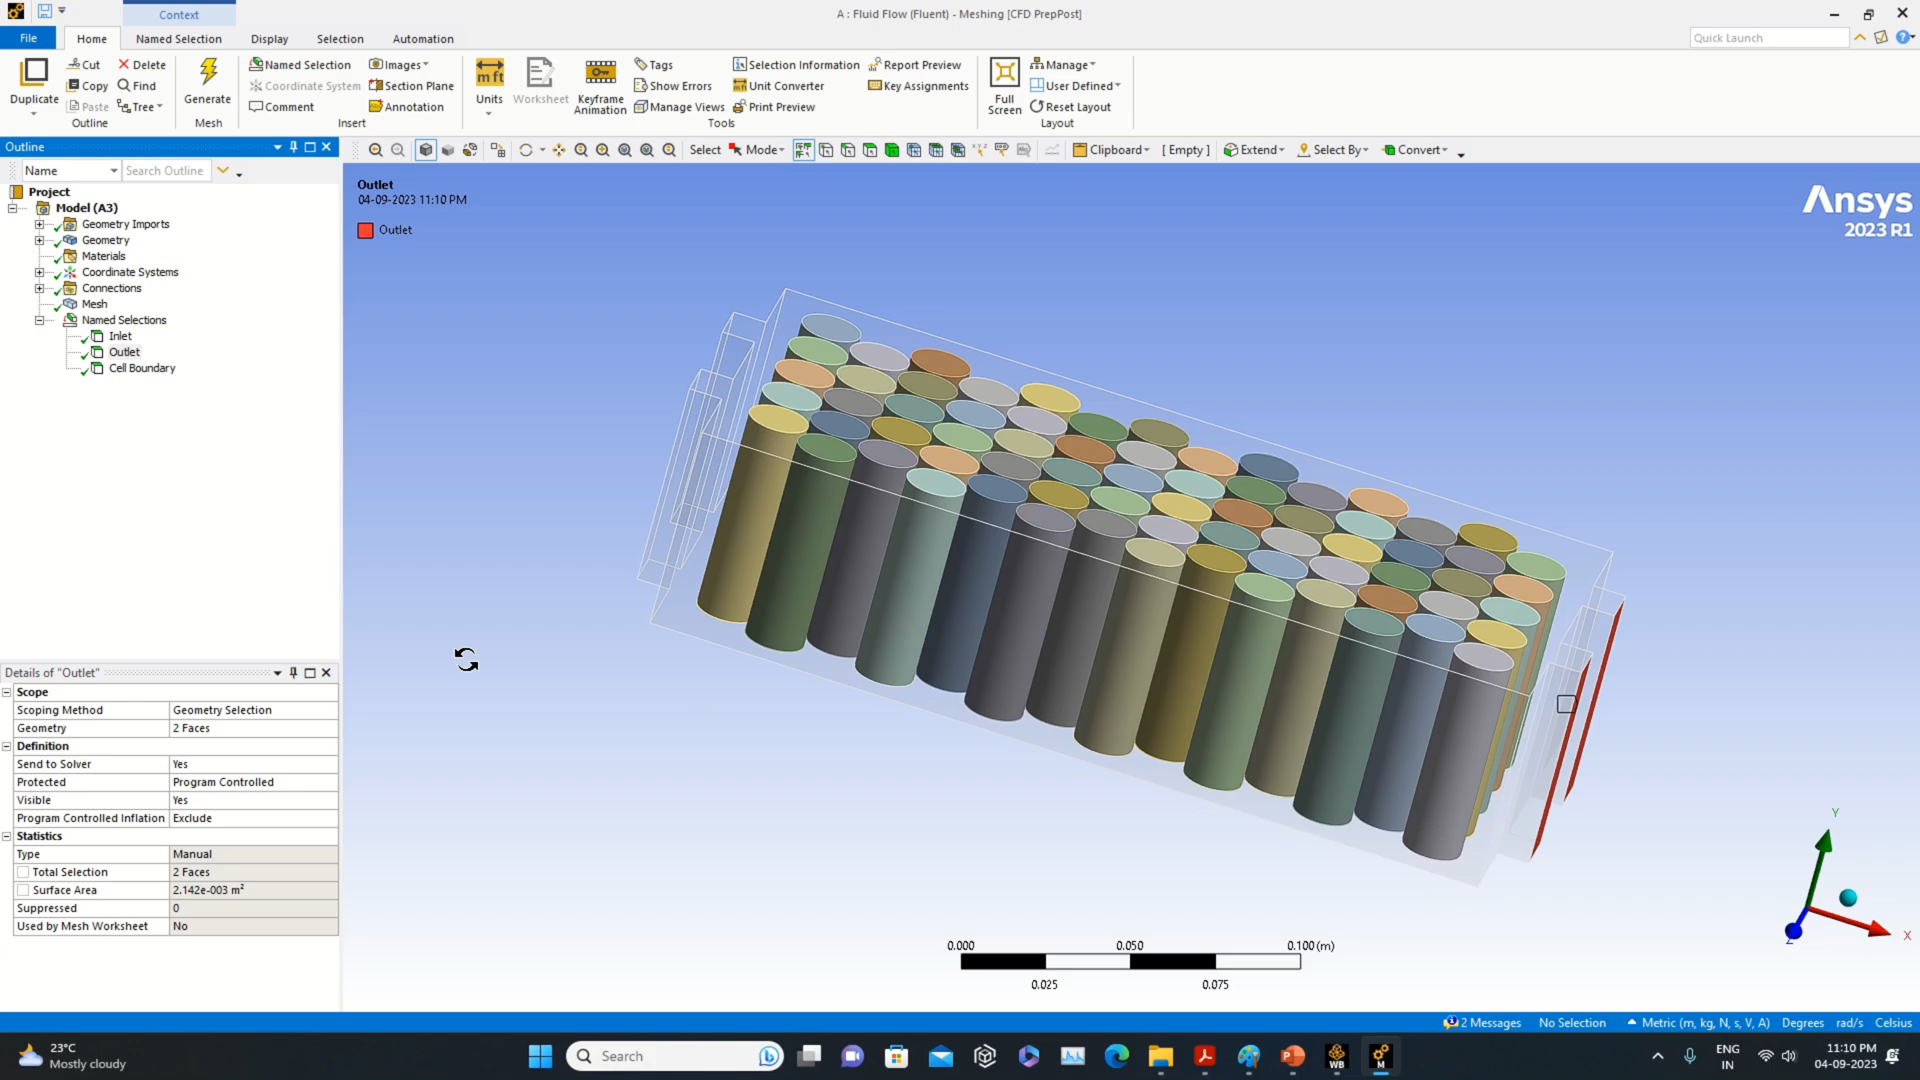 Context
A : Fluid Flow (Fluent) - Meshing [CFD PrepPost]
File
Home
Named Selection
Display
Selection
Automation
Quick Launch
Duplicate
Cut
Copy
Paste
Delete
Find
Tree
Outline
Generate
Mesh
Named Selection
Coordinate System
Comment
Images
Section Plane
Annotation
Insert
Units
Worksheet
Keyframe
Animation
Tags
Show Errors
Manage Views
Selection Information
Unit Converter
Print Preview
Report Preview
Key Assignments
Tools
Full
Screen
Manage
User Defined
Reset Layout
Layout
Outline
Name
Search Outline
Select
Mode
Clipboard
[ Empty ]
Extend
Select By
Convert
Project
Model (A3)
Geometry Imports
Geometry
Materials
Coordinate Systems
Connections
Mesh
Named Selections
Inlet
Outlet
Cell Boundary
Outlet
04-09-2023 11:10 PM
Outlet
Ansys
2023 R1
Details of "Outlet"
Scope
Scoping Method Geometry Selection
Geometry 2 Faces
Definition
Send to Solver Yes
Protected Program Controlled
Visible Yes
Program Controlled Inflation Exclude
Statistics
Type Manual
Total Selection 2 Faces
Surface Area 2.142e-003 m²
Suppressed 0
Used by Mesh Worksheet No
0.000 0.050 0.100 (m)
0.025 0.075
Y
X
Z
2 Messages
No Selection
Metric (m, kg, N, s, V, A)
Degrees
rad/s
Celsius
23°C
Mostly cloudy
Search
WB
M
ENG
IN
11:10 PM
04-09-2023